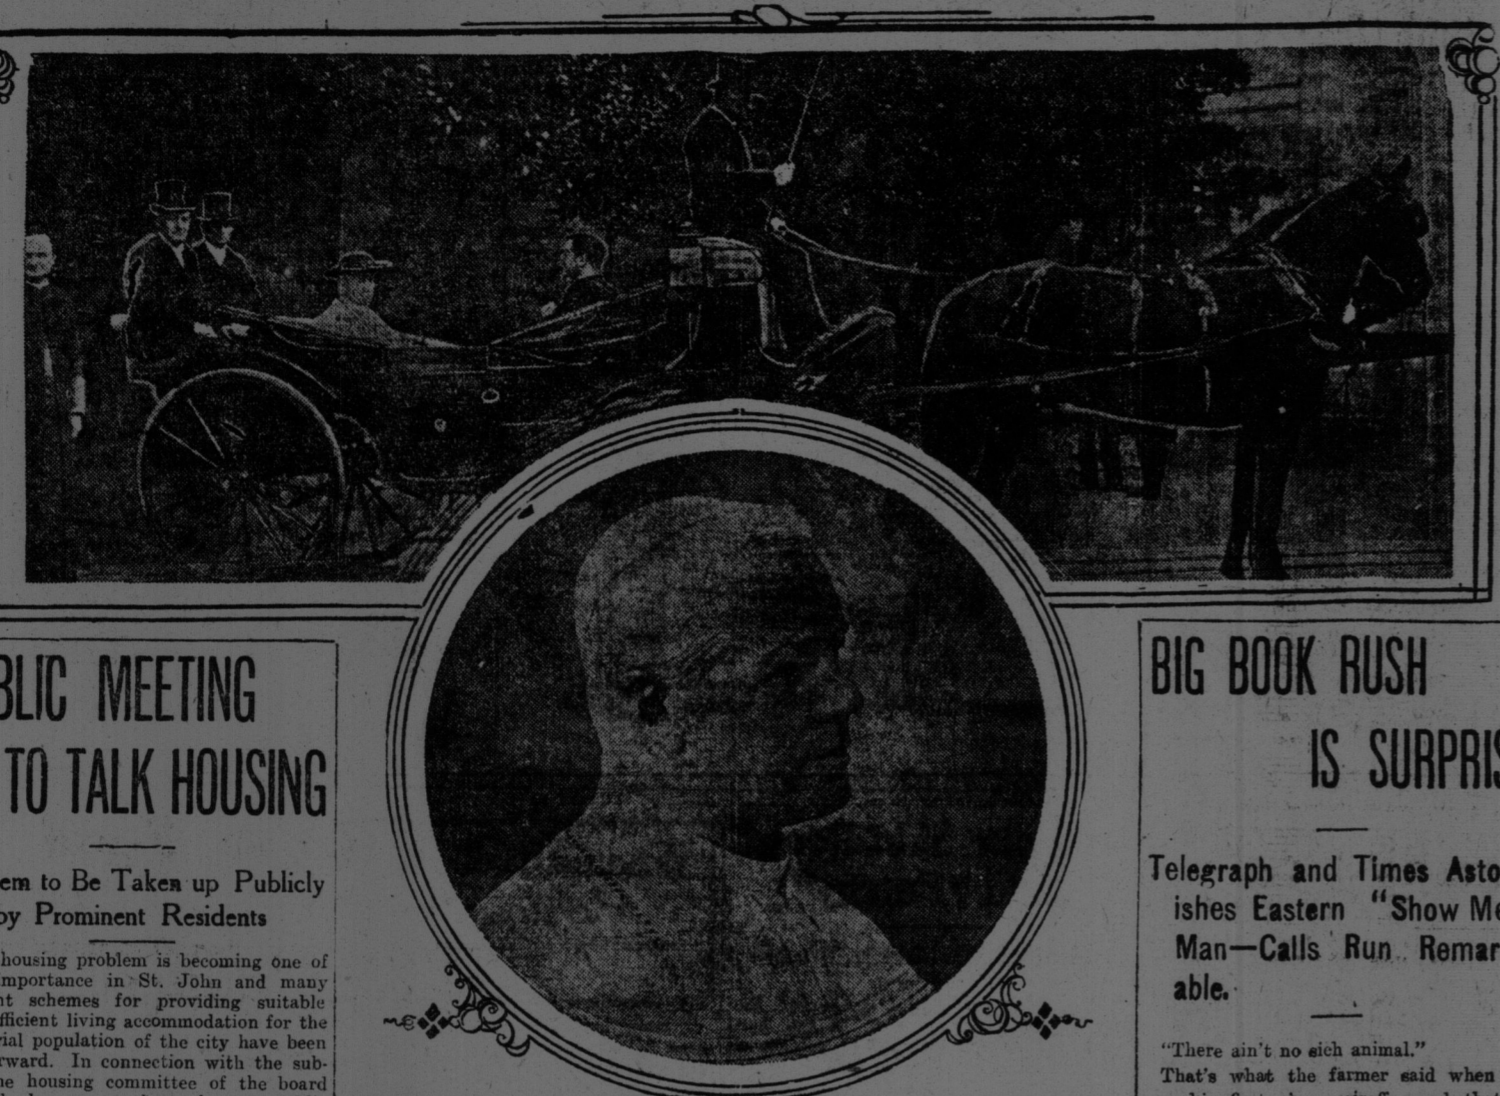 BLIC MEETING
TO TALK HOUSING
em to Be Taken up Publicly
by Prominent Residents
housing problem is becoming one of
mportance in St. John and many
nt schemes for providing suitable
fficient living accommodation for the
rial population of the city have been
rward. In connection with the sub-
he housing committee of the board
BIG BOOK RUSH
IS SURPRIS
Telegraph and Times Asto
ishes Eastern "Show Me
Man—Calls Run Remar
able.
"There ain't no sich animal."
That's what the farmer said when